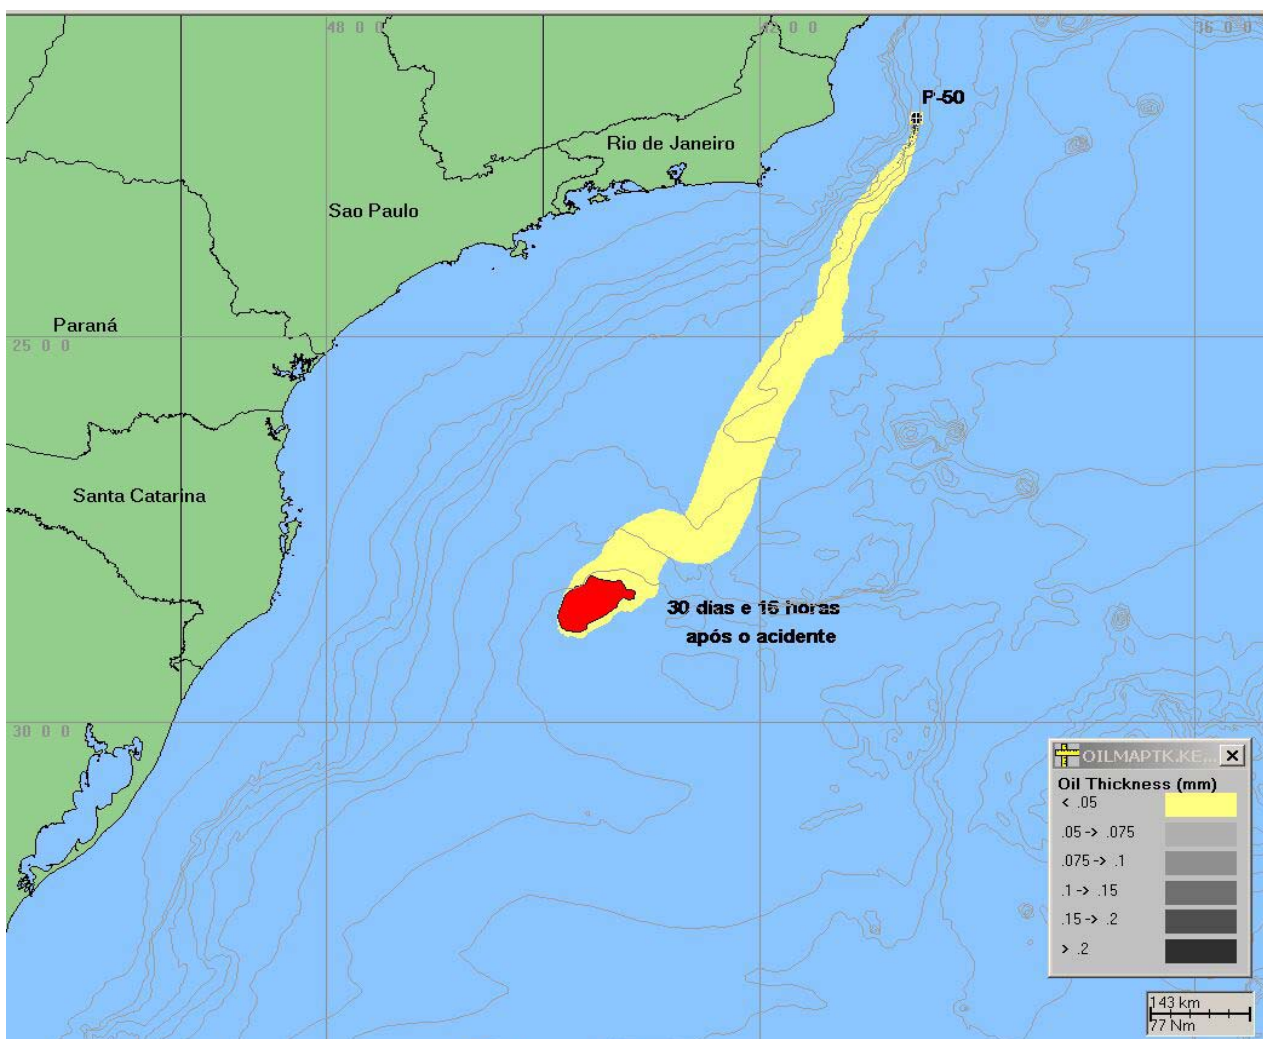 48 0 0
42 0 0
36 0 0
P-50
Rio de Janeiro
Sao Paulo
Paraná
25 0 0
Santa Catarina
30 dias e 16 horas
após o acidente
30 0 0
OILMAPTK.KE...
Oil Thickness (mm)
< .05
.05 -> .075
.075 -> .1
.1 -> .15
.15 -> .2
> .2
143 km
77 Nm